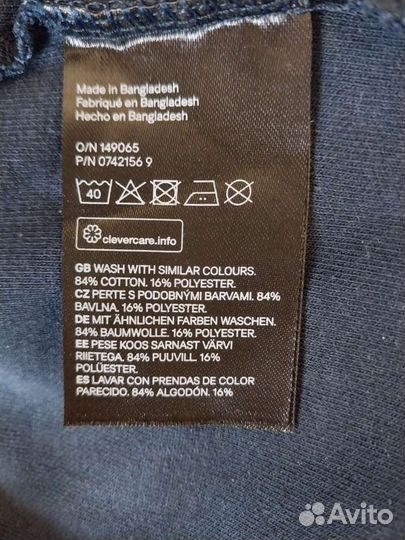 Made in Bangladesh
Fabriqué en Bangladesh
Hecho en Bangladesh
O/N 149065
P/N 0742156 9
40
clevercare.info
GB WASH WITH SIMILAR COLOURS.
84% COTTON. 16% POLYESTER.
CZ PERTE S PODOBNÝMI BARVAMI. 84%
BAVLNA. 16% POLYESTER.
DE MIT ÄHNLICHEN FARBEN WASCHEN.
84% BAUMWOLLE. 16% POLYESTER.
EE PESE KOOS SARNAST VÄRVI
RIIETEGA. 84% PUUVILL. 16%
POLÜESTER.
ES LAVAR CON PRENDAS DE COLOR
PARECIDO. 84% ALGODÓN. 16%
Avito